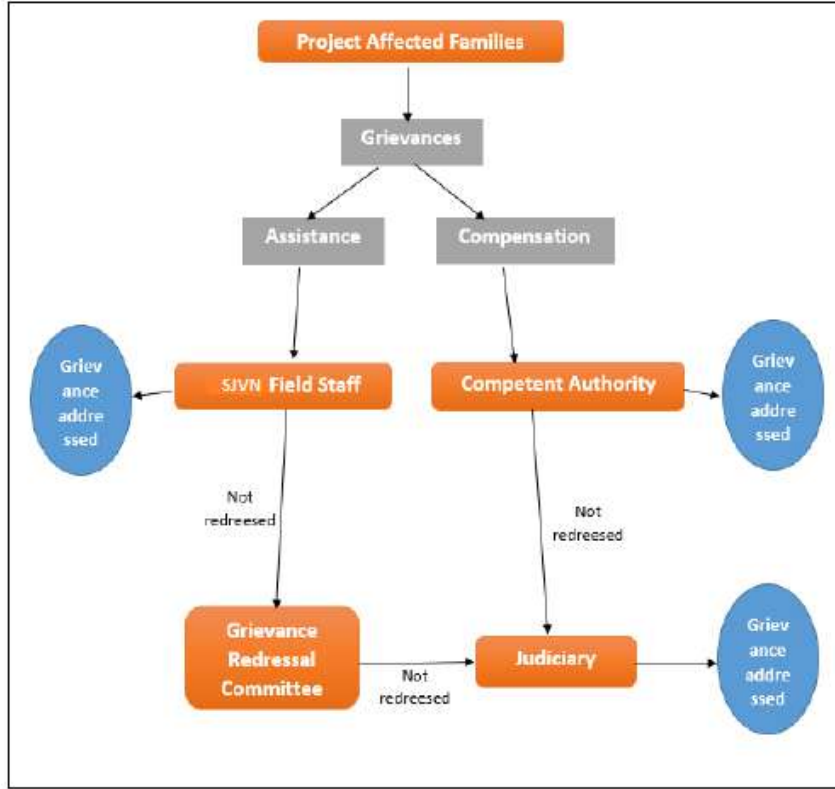 Project Affected Families
Grievances
Assistance
Compensation
Griev
ance
addre
ssed
SJVN Field Staff
Competent Authority
Griev
ance
addre
ssed
Not
redreesed
Not
redreesed
Grievance
Redressal
Committee
Not
redreesed
Judiciary
Griev
ance
addre
ssed